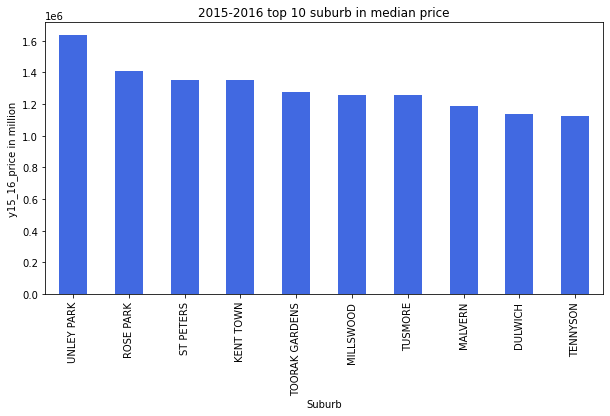 2015-2016 top 10 suburb in median price
1e6
1.6
1.4
1.2
1.0
0.8
0.6
0.4
0.2
0.0
y15_16_price in million
UNLEY PARK
ROSE PARK
ST PETERS
KENT TOWN
TOORAK GARDENS
MILLSWOOD
TUSMORE
MALVERN
DULWICH
TENNYSON
Suburb